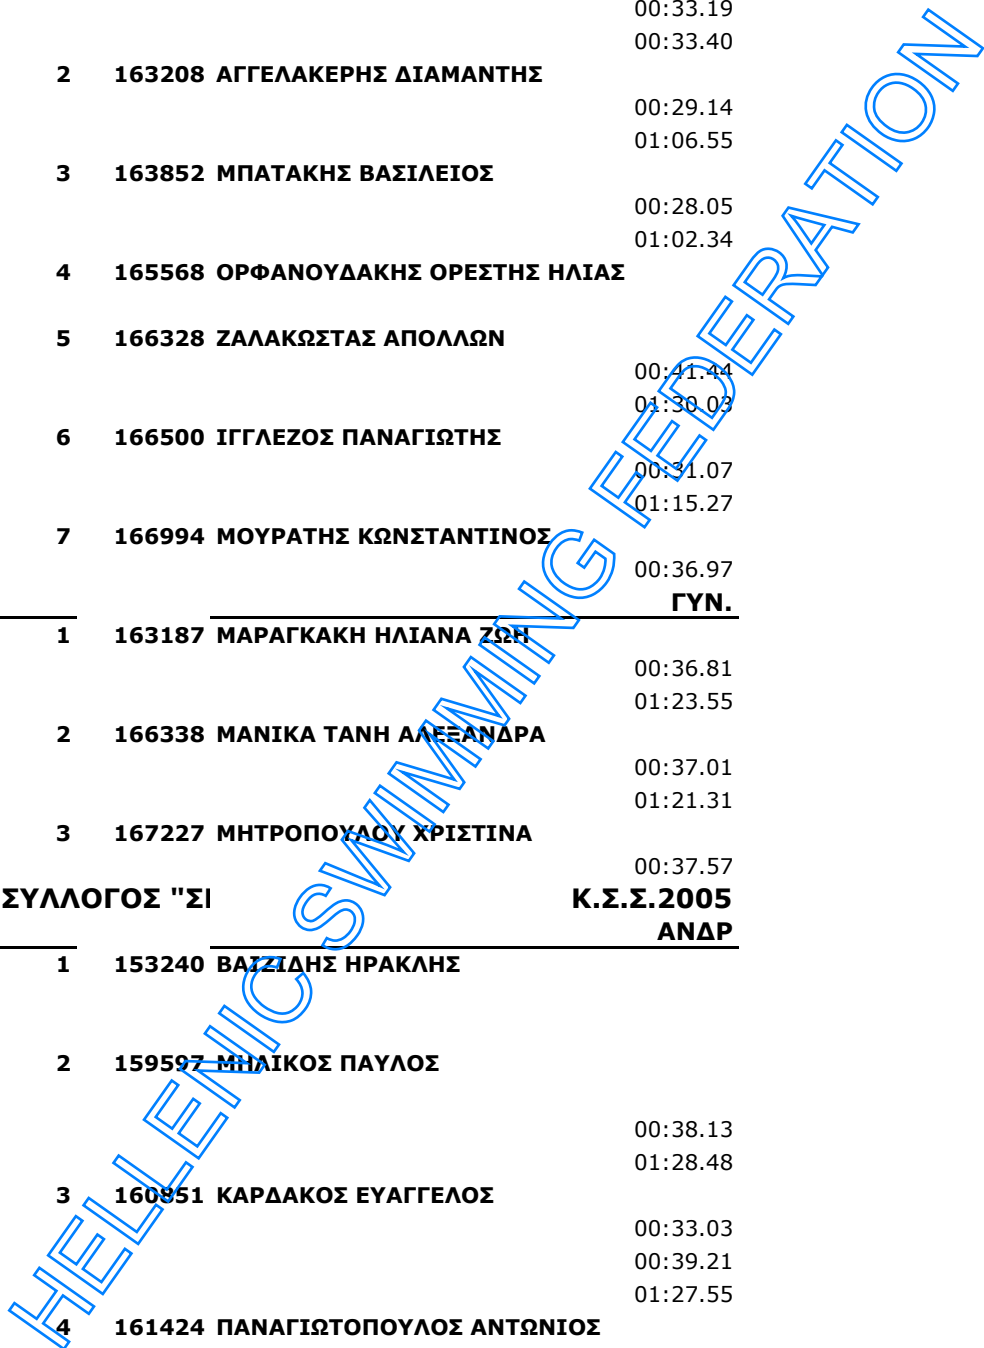 00:33.19
00:33.40
2 163208 ΑΓΓΕΛΑΚΕΡΗΣ ΔΙΑΜΑΝΤΗΣ
00:29.14
01:06.55
3 163852 ΜΠΑΤΑΚΗΣ ΒΑΣΙΛΕΙΟΣ
00:28.05
01:02.34
4 165568 ΟΡΦΑΝΟΥΔΑΚΗΣ ΟΡΕΣΤΗΣ ΗΛΙΑΣ
5 166328 ΖΑΛΑΚΩΣΤΑΣ ΑΠΟΛΛΩΝ
00:41.44
01:30.03
6 166500 ΙΓΓΛΕΖΟΣ ΠΑΝΑΓΙΩΤΗΣ
00:31.07
01:15.27
7 166994 ΜΟΥΡΑΤΗΣ ΚΩΝΣΤΑΝΤΙΝΟΣ
00:36.97
ΓΥΝ.
1 163187 ΜΑΡΑΓΚΑΚΗ ΗΛΙΑΝΑ ΖΩΗ
00:36.81
01:23.55
2 166338 ΜΑΝΙΚΑ ΤΑΝΗ ΑΛΕΞΑΝΔΡΑ
00:37.01
01:21.31
3 167227 ΜΗΤΡΟΠΟΥΛΟΥ ΧΡΙΣΤΙΝΑ
00:37.57
ΣΥΛΛΟΓΟΣ "ΣΙ Κ.Σ.Σ.2005
ΑΝΔΡ
1 153240 ΒΑΙΖΙΔΗΣ ΗΡΑΚΛΗΣ
2 159597 ΜΗΛΙΚΟΣ ΠΑΥΛΟΣ
00:38.13
01:28.48
3 160851 ΚΑΡΔΑΚΟΣ ΕΥΑΓΓΕΛΟΣ
00:33.03
00:39.21
01:27.55
4 161424 ΠΑΝΑΓΙΩΤΟΠΟΥΛΟΣ ΑΝΤΩΝΙΟΣ
HELLENIC SWIMMING FEDERATION